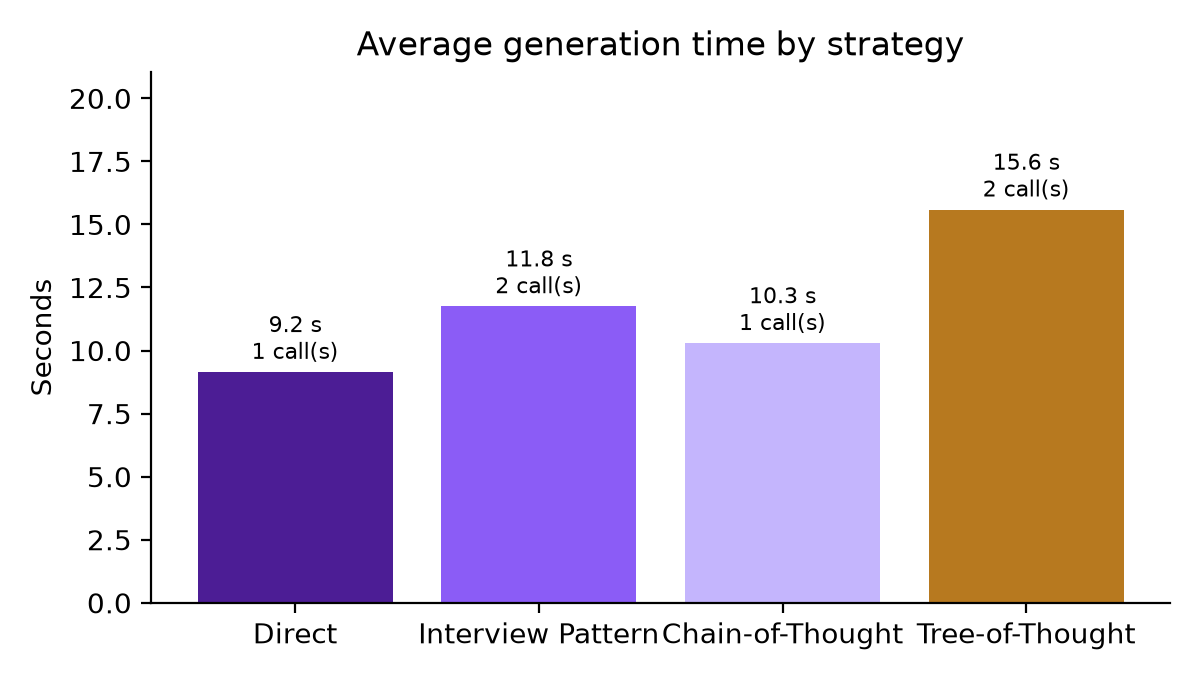 Average generation time by strategy
20.0
17.5
15.0
12.5
10.0
7.5
5.0
2.5
0.0
Seconds
9.2 s
1 call(s)
11.8 s
2 call(s)
10.3 s
1 call(s)
15.6 s
2 call(s)
Direct
Interview Pattern
Chain-of-Thought
Tree-of-Thought